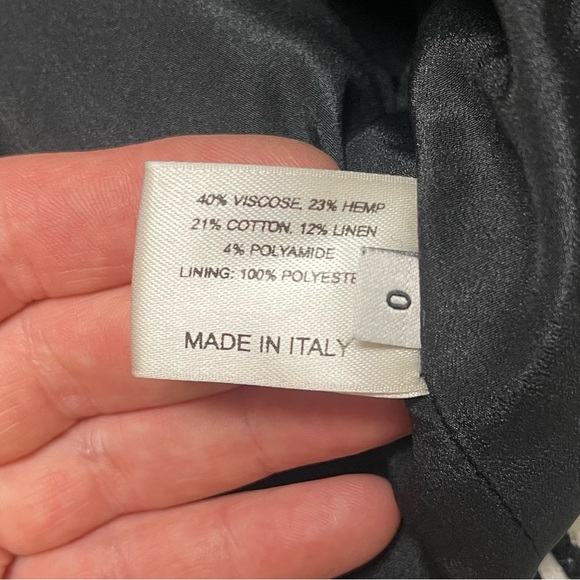 40% VISCOSE, 23% HEMP
21% COTTON, 12% LINEN
4% POLYAMIDE
LINING: 100% POLYESTE
MADE IN ITALY
0